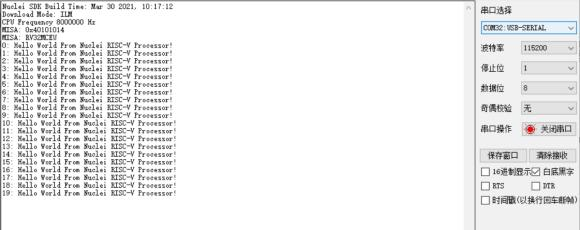 Nuclei SDK Build Time: Mar 30 2021, 10:17:12
Download Mode: ILM
CPU Frequency 8000000 Hz
MISA: 0x40101014
MISA: RV32MCEU
0: Hello World From Nuclei RISC-V Processor!
1: Hello World From Nuclei RISC-V Processor!
2: Hello World From Nuclei RISC-V Processor!
3: Hello World From Nuclei RISC-V Processor!
4: Hello World From Nuclei RISC-V Processor!
5: Hello World From Nuclei RISC-V Processor!
6: Hello World From Nuclei RISC-V Processor!
7: Hello World From Nuclei RISC-V Processor!
8: Hello World From Nuclei RISC-V Processor!
9: Hello World From Nuclei RISC-V Processor!
10: Hello World From Nuclei RISC-V Processor!
11: Hello World From Nuclei RISC-V Processor!
12: Hello World From Nuclei RISC-V Processor!
13: Hello World From Nuclei RISC-V Processor!
14: Hello World From Nuclei RISC-V Processor!
15: Hello World From Nuclei RISC-V Processor!
16: Hello World From Nuclei RISC-V Processor!
17: Hello World From Nuclei RISC-V Processor!
18: Hello World From Nuclei RISC-V Processor!
19: Hello World From Nuclei RISC-V Processor!
串口选择
COM32:USB-SERIAL
波特率 115200
停止位 1
数据位 8
奇偶校验 无
串口操作 关闭串口
保存窗口 清除接收
16进制显示 白底黑字
RTS DTR
时间戳(以换行回车断帧)